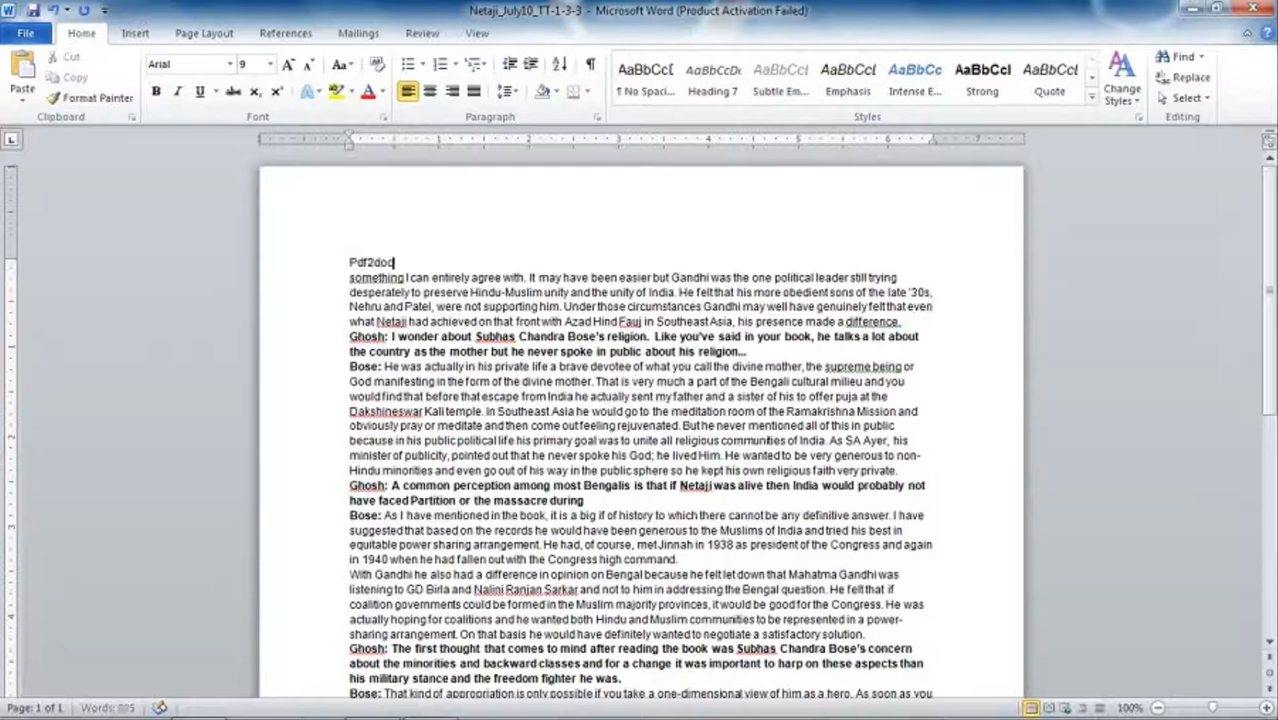 Netaji_July10_TT-1-3-3 - Microsoft Word (Product Activation Failed)
File Home Insert Page Layout References Mailings Review View
Cut
Copy
Paste
Format Painter
Arial 9
AaBbCcI AaBbCcDc AaBbCcI AaBbCcI AaBbCc AaBbCcI AaBbCcI
¶ No Spaci... Heading 7 Subtle Em... Emphasis Intense E... Strong Quote
Change
Styles
Find
Replace
Select
Clipboard Font Paragraph Styles Editing
Pdf2doc
something I can entirely agree with. It may have been easier but Gandhi was the one political leader still trying
desperately to preserve Hindu-Muslim unity and the unity of India. He felt that his more obedient sons of the late '30s,
Nehru and Patel, were not supporting him. Under those circumstances Gandhi may well have genuinely felt that even
what Netaji had achieved on that front with Azad Hind Fauj in Southeast Asia, his presence made a difference.
Ghosh: I wonder about Subhas Chandra Bose's religion. Like you've said in your book, he talks a lot about
the country as the mother but he never spoke in public about his religion...
Bose: He was actually in his private life a brave devotee of what you call the divine mother, the supreme being or
God manifesting in the form of the divine mother. That is very much a part of the Bengali cultural milieu and you
would find that before that escape from India he actually sent my father and a sister of his to offer puja at the
Dakshineswar Kali temple. In Southeast Asia he would go to the meditation room of the Ramakrishna Mission and
obviously pray or meditate and then come out feeling rejuvenated. But he never mentioned all of this in public
because in his public political life his primary goal was to unite all religious communities of India. As SA Ayer, his
minister of publicity, pointed out that he never spoke his God; he lived Him. He wanted to be very generous to non-
Hindu minorities and even go out of his way in the public sphere so he kept his own religious faith very private.
Ghosh: A common perception among most Bengalis is that if Netaji was alive then India would probably not
have faced Partition or the massacre during
Bose: As I have mentioned in the book, it is a big if of history to which there cannot be any definitive answer. I have
suggested that based on the records he would have been generous to the Muslims of India and tried his best in
equitable power sharing arrangement. He had, of course, met Jinnah in 1938 as president of the Congress and again
in 1940 when he had fallen out with the Congress high command.
With Gandhi he also had a difference in opinion on Bengal because he felt let down that Mahatma Gandhi was
listening to GD Birla and Nalini Ranjan Sarkar and not to him in addressing the Bengal question. He felt that if
coalition governments could be formed in the Muslim majority provinces, it would be good for the Congress. He was
actually hoping for coalitions and he wanted both Hindu and Muslim communities to be represented in a power-
sharing arrangement. On that basis he would have definitely wanted to negotiate a satisfactory solution.
Ghosh: The first thought that comes to mind after reading the book was Subhas Chandra Bose's concern
about the minorities and backward classes and for a change it was important to harp on these aspects than
his military stance and the freedom fighter he was.
Bose: That kind of appropriation is only possible if you take a one-dimensional view of him as a hero. As soon as you
Page: 1 of 1 Words: 805 100%